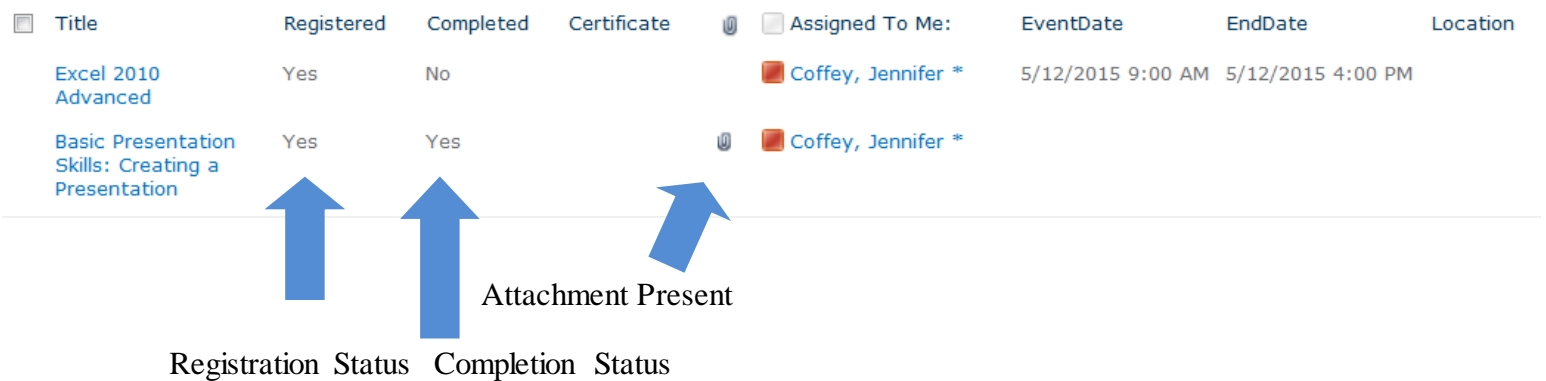 Title Registered Completed Certificate Assigned To Me: EventDate EndDate Location
Excel 2010 Yes No Coffey, Jennifer * 5/12/2015 9:00 AM 5/12/2015 4:00 PM
Advanced
Basic Presentation Yes Yes Coffey, Jennifer *
Skills: Creating a
Presentation
Attachment Present
Registration Status Completion Status